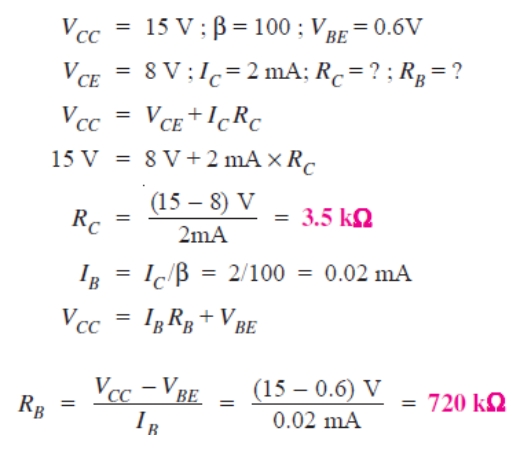 V_CC = 15 V ; β = 100 ; V_BE = 0.6V
V_CE = 8 V ; I_C = 2 mA; R_C = ? ; R_B = ?
V_CC = V_CE + I_C R_C
15 V = 8 V + 2 mA × R_C
R_C = (15 – 8) V / 2mA = 3.5 kΩ
I_B = I_C/β = 2/100 = 0.02 mA
V_CC = I_B R_B + V_BE
R_B = V_CC – V_BE / I_B = (15 – 0.6) V / 0.02 mA = 720 kΩ